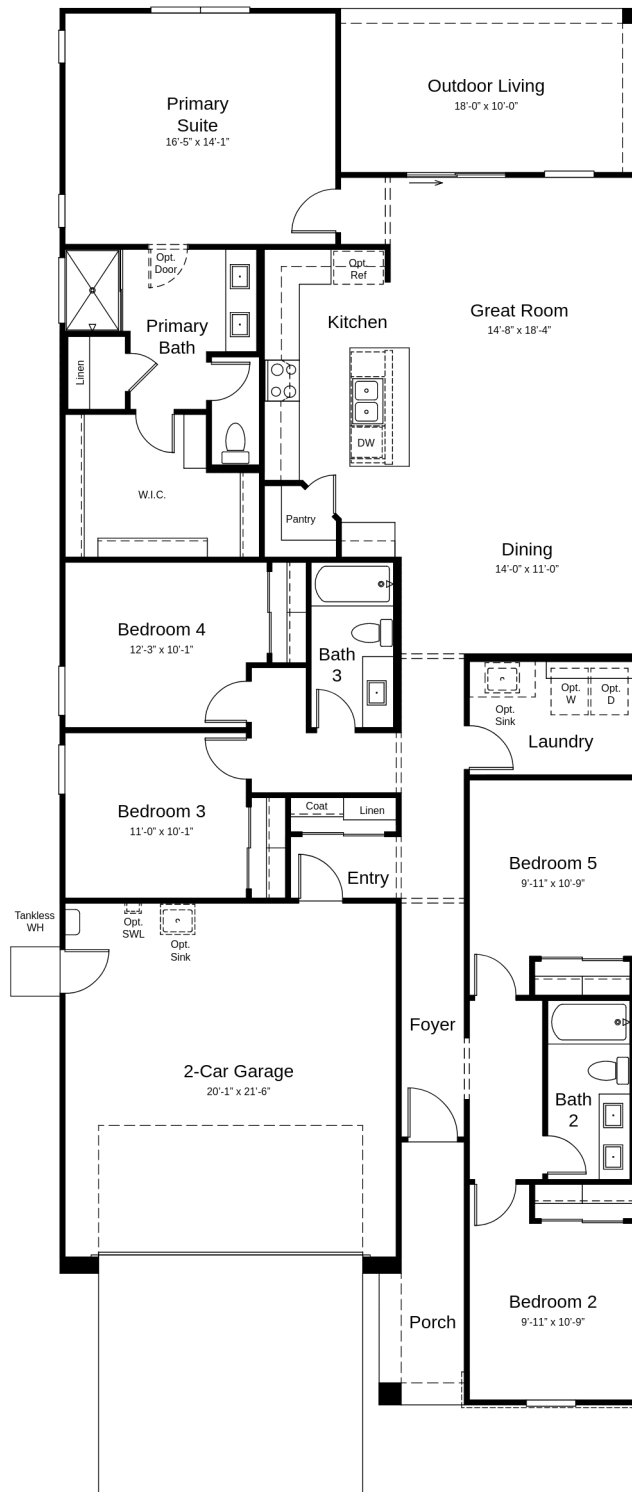 Primary
Suite
16'-5" x 14'-1"
Outdoor Living
18'-0" x 10'-0"
Opt.
Door
Opt.
Ref
Primary
Bath
Kitchen
Great Room
14'-8" x 18'-4"
Linen
DW
W.I.C.
Pantry
Dining
14'-0" x 11'-0"
Bedroom 4
12'-3" x 10'-1"
Bath
3
Opt.
Sink
Opt.
W
Opt.
D
Laundry
Bedroom 3
11'-0" x 10'-1"
Coat
Linen
Entry
Bedroom 5
9'-11" x 10'-9"
Tankless
WH
Opt.
SWL
Opt.
Sink
Foyer
2-Car Garage
20'-1" x 21'-6"
Bath
2
Porch
Bedroom 2
9'-11" x 10'-9"